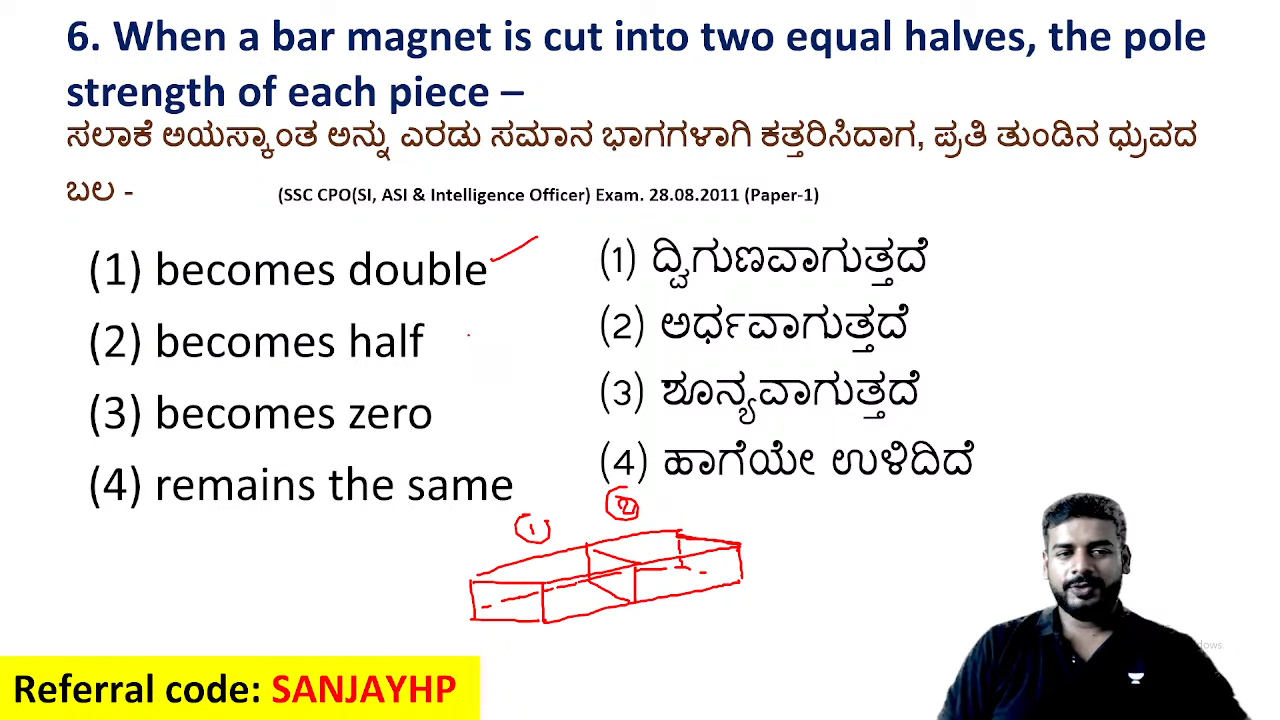 6. When a bar magnet is cut into two equal halves, the pole
strength of each piece –
ಸಲಾಕೆ ಅಯಸ್ಕಾಂತ ಅನ್ನು ಎರಡು ಸಮಾನ ಭಾಗಗಳಾಗಿ ಕತ್ತರಿಸಿದಾಗ, ಪ್ರತಿ ತುಂಡಿನ ಧ್ರುವದ
ಬಲ -
(SSC CPO(SI, ASI & Intelligence Officer) Exam. 28.08.2011 (Paper-1)
(1) becomes double
(2) becomes half
(3) becomes zero
(4) remains the same
(1) ದ್ವಿಗುಣವಾಗುತ್ತದೆ
(2) ಅರ್ಧವಾಗುತ್ತದೆ
(3) ಶೂನ್ಯವಾಗುತ್ತದೆ
(4) ಹಾಗೆಯೇ ಉಳಿದಿದೆ
1
2
Referral code: SANJAYHP